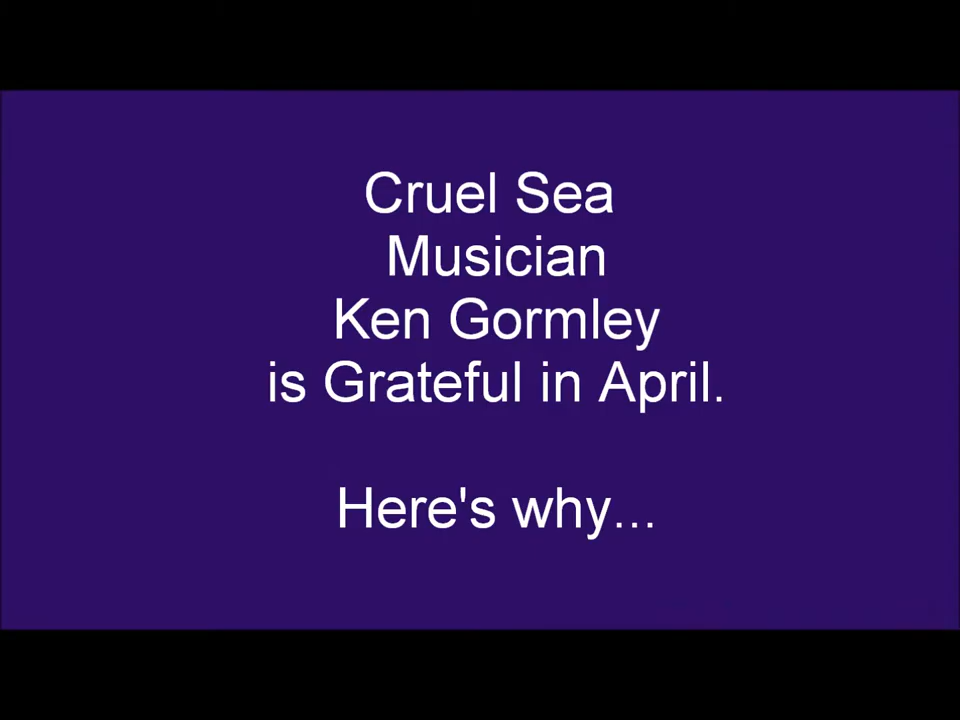 Cruel Sea
Musician
Ken Gormley
is Grateful in April.
Here's why...